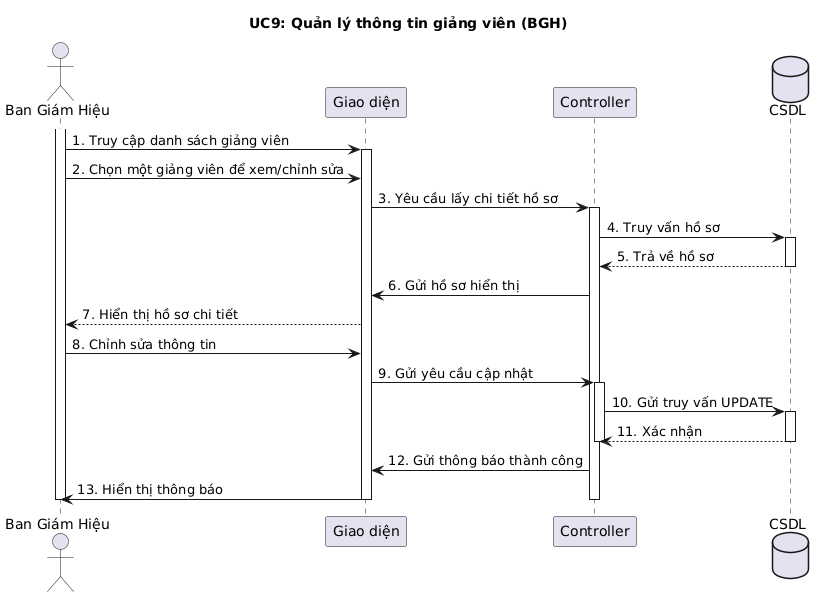 UC9: Quản lý thông tin giảng viên (BGH)
Ban Giám Hiệu
Giao diện
Controller
CSDL
1. Truy cập danh sách giảng viên
2. Chọn một giảng viên để xem/chỉnh sửa
3. Yêu cầu lấy chi tiết hồ sơ
4. Truy vấn hồ sơ
5. Trả về hồ sơ
6. Gửi hồ sơ hiển thị
7. Hiển thị hồ sơ chi tiết
8. Chỉnh sửa thông tin
9. Gửi yêu cầu cập nhật
10. Gửi truy vấn UPDATE
11. Xác nhận
12. Gửi thông báo thành công
13. Hiển thị thông báo
Ban Giám Hiệu
Giao diện
Controller
CSDL